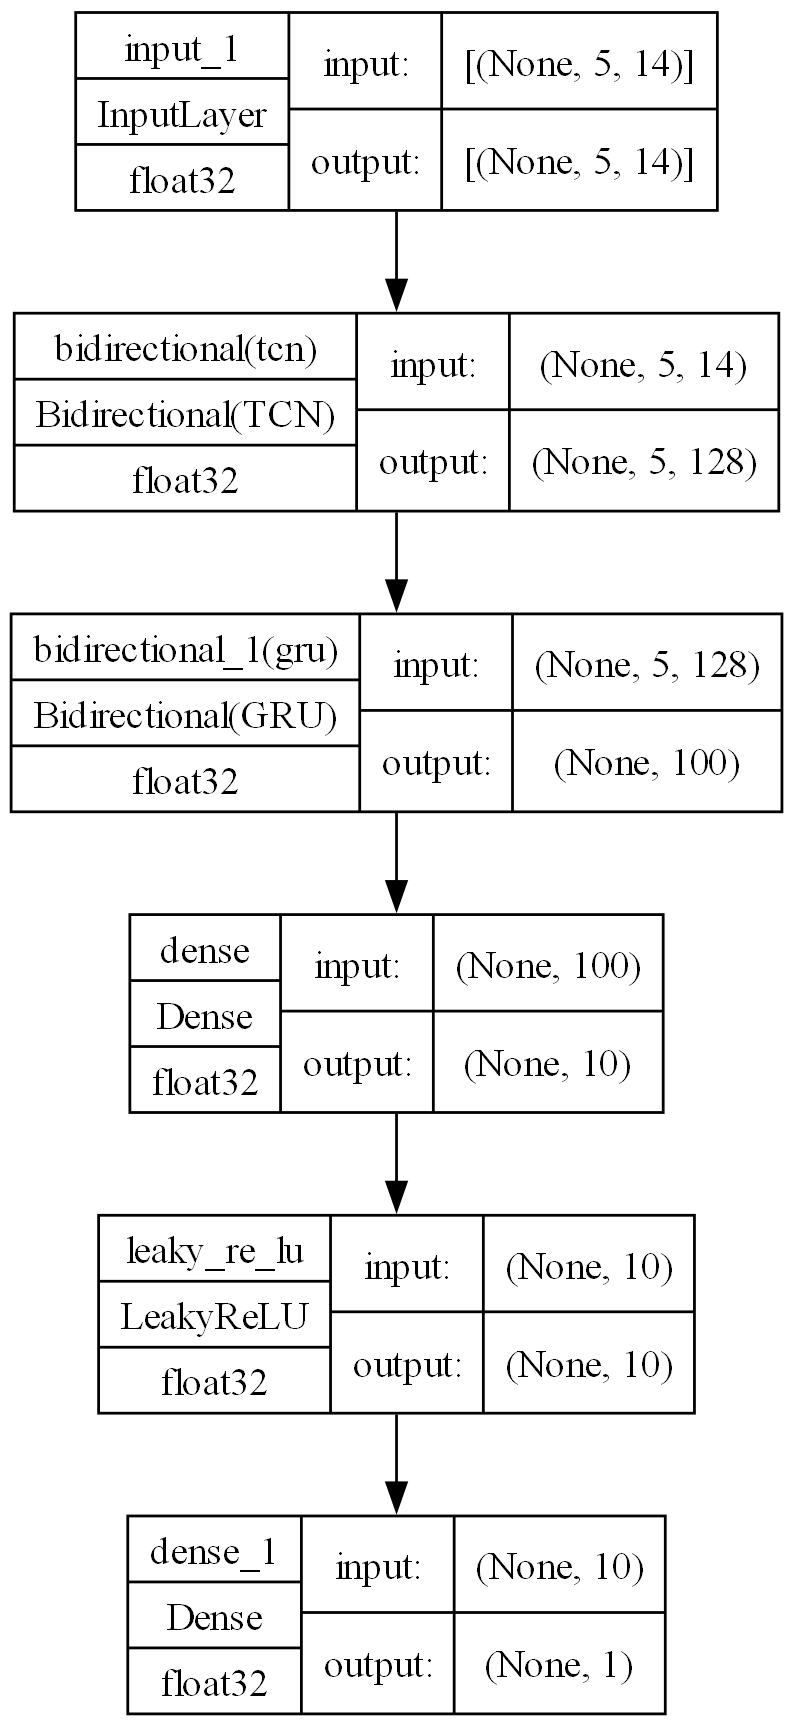 input_1
InputLayer
float32
input:
[(None, 5, 14)]
output:
[(None, 5, 14)]
bidirectional(tcn)
Bidirectional(TCN)
float32
input:
(None, 5, 14)
output:
(None, 5, 128)
bidirectional_1(gru)
Bidirectional(GRU)
float32
input:
(None, 5, 128)
output:
(None, 100)
dense
Dense
float32
input:
(None, 100)
output:
(None, 10)
leaky_re_lu
LeakyReLU
float32
input:
(None, 10)
output:
(None, 10)
dense_1
Dense
float32
input:
(None, 10)
output:
(None, 1)